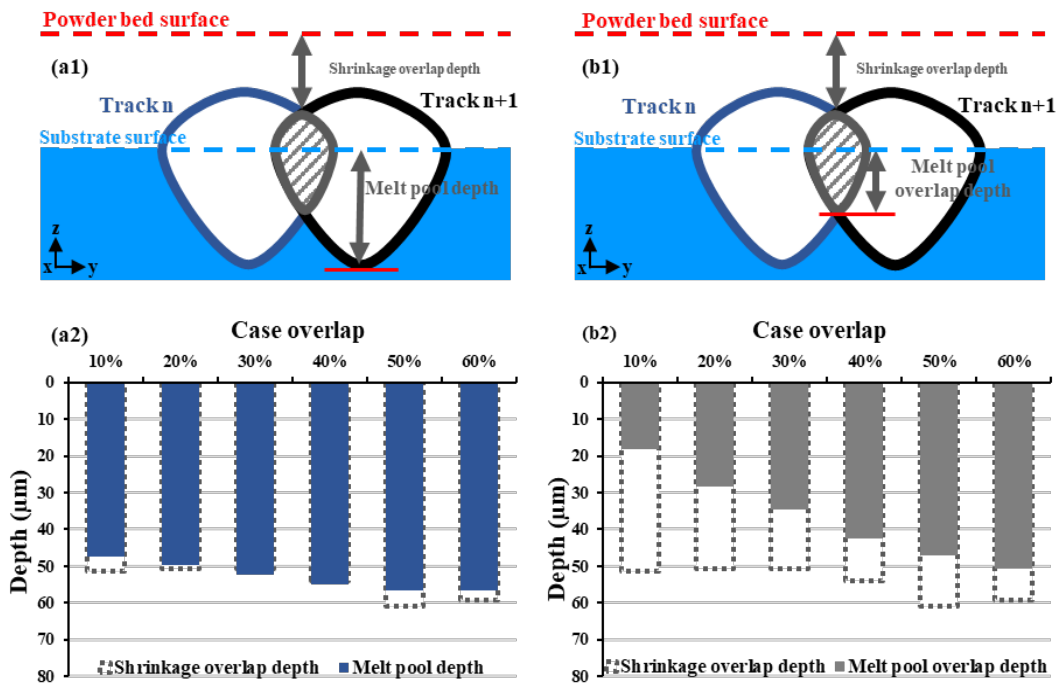 Powder bed surface
(a1)
Shrinkage overlap depth
Track n
Track n+1
Substrate surface
Melt pool depth
z
x
y
Powder bed surface
(b1)
Shrinkage overlap depth
Track n
Track n+1
Substrate surface
Melt pool
overlap depth
z
x
y
(a2)
Case overlap
10% 20% 30% 40% 50% 60%
0
10
20
30
40
50
60
70
80
Depth (µm)
Shrinkage overlap depth Melt pool depth
(b2)
Case overlap
10% 20% 30% 40% 50% 60%
0
10
20
30
40
50
60
70
80
Depth (µm)
Shrinkage overlap depth Melt pool overlap depth